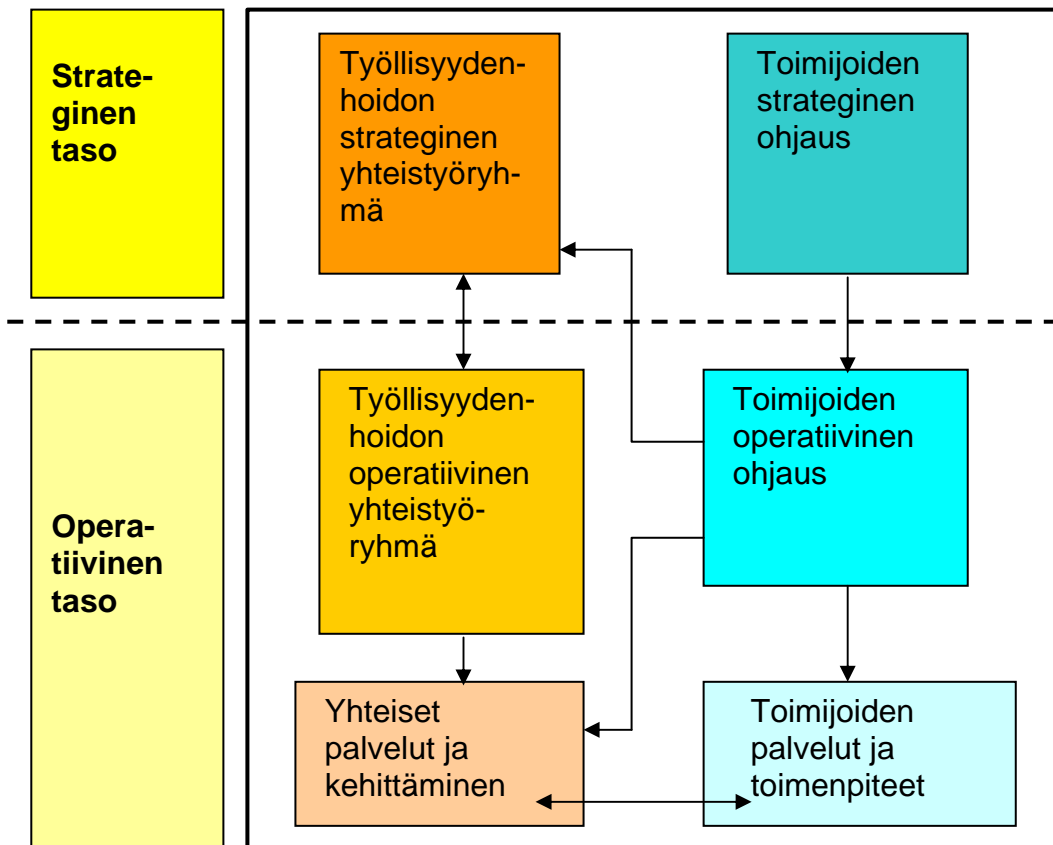 Strate-
ginen
taso
Työllisyyden-
hoidon
strateginen
yhteistyöryh-
mä
Toimijoiden
strateginen
ohjaus
Opera-
tiivinen
taso
Työllisyyden-
hoidon
operatiivinen
yhteistyö-
ryhmä
Toimijoiden
operatiivinen
ohjaus
Yhteiset
palvelut ja
kehittäminen
Toimijoiden
palvelut ja
toimenpiteet